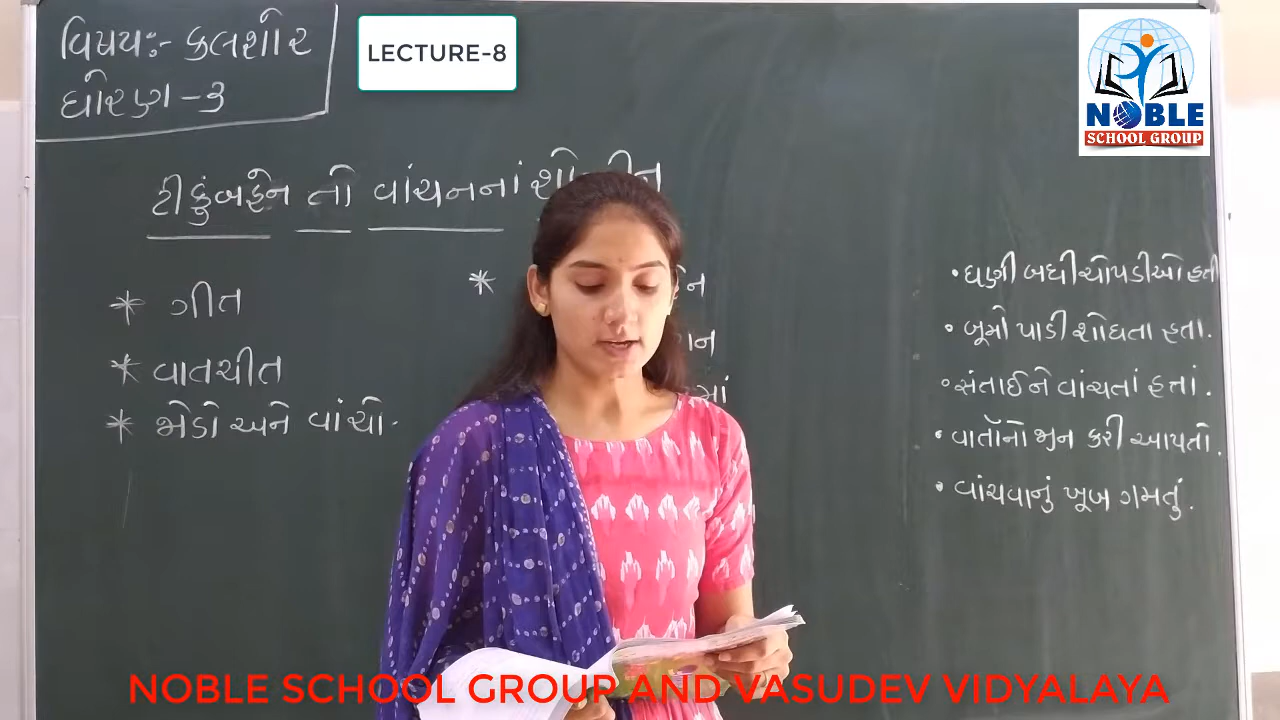 વિષયઃ- કલશોર
ધોરણ - ૩
LECTURE-8
NOBLE
SCHOOL GROUP
ટીકુંબહેન તો વાંચનનાં
* ગીત
* વાતચીત
* જોડો અને વાંચો.
*
• ઘણી બધી ચોપડીઓ હતી
• બૂમો પાડી શોધતા હતા.
• સંતાઈને વાંચતાં હતાં.
• વાર્તાનો જીન કરી આપતો.
• વાંચવાનું ખૂબ ગમતું.
NOBLE SCHOOL GROUP AND VASUDEV VIDYALAYA